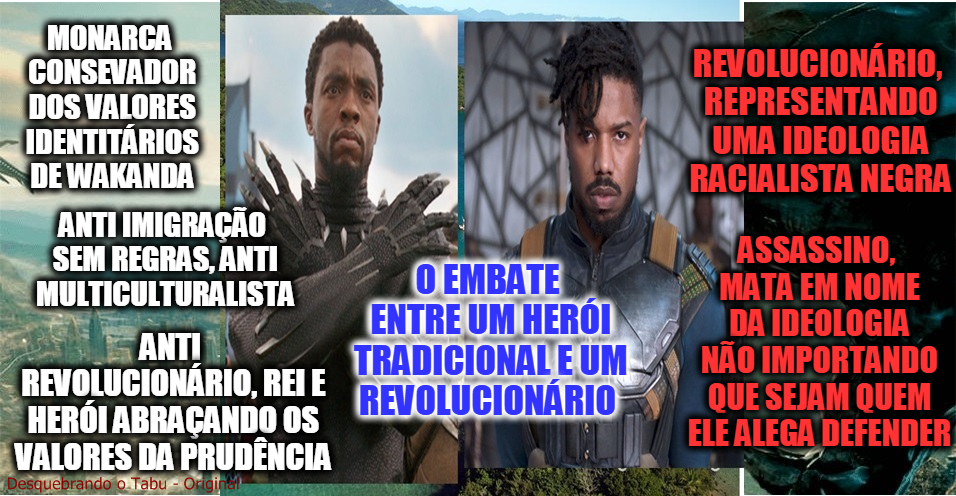 MONARCA
CONSEVADOR
DOS VALORES
IDENTITÁRIOS
DE WAKANDA
ANTI IMIGRAÇÃO
SEM REGRAS, ANTI
MULTICULTURALISTA
ANTI
REVOLUCIONÁRIO, REI E
HERÓI ABRAÇANDO OS
VALORES DA PRUDÊNCIA
Desquebrando o Tabu - Original
O EMBATE
ENTRE UM HERÓI
TRADICIONAL E UM
REVOLUCIONÁRIO
REVOLUCIONÁRIO,
REPRESENTANDO
UMA IDEOLOGIA
RACIALISTA NEGRA
ASSASSINO,
MATA EM NOME
DA IDEOLOGIA
NÃO IMPORTANDO
QUE SEJAM QUEM
ELE ALEGA DEFENDER